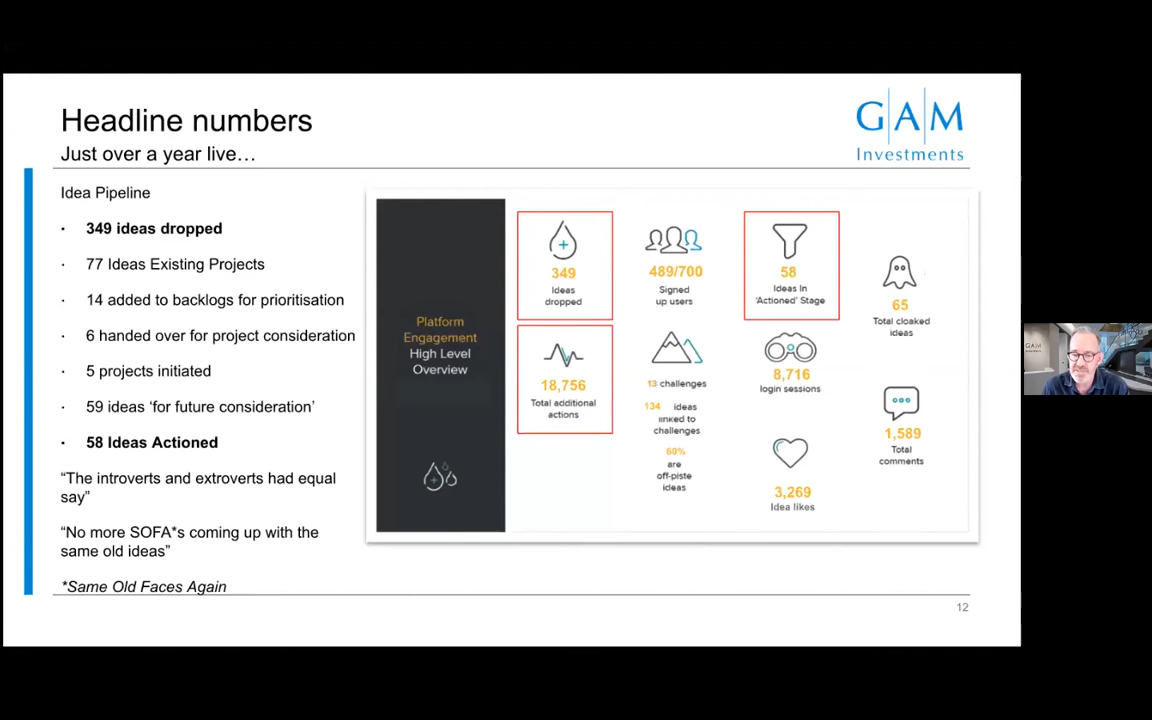 Headline numbers
Just over a year live…
GAM
Investments
Idea Pipeline
· 349 ideas dropped
· 77 Ideas Existing Projects
· 14 added to backlogs for prioritisation
· 6 handed over for project consideration
· 5 projects initiated
· 59 ideas ‘for future consideration’
· 58 Ideas Actioned
“The introverts and extroverts had equal
say”
“No more SOFA*s coming up with the
same old ideas”
*Same Old Faces Again
Platform
Engagement
High Level
Overview
349
Ideas
dropped
489/700
Signed
up users
58
Ideas In
‘Actioned’ Stage
65
Total cloaked
ideas
18,756
Total additional
actions
13 challenges
134 ideas
linked to
challenges
60%
are
off-piste
ideas
8,716
login sessions
3,269
Idea likes
1,589
Total
comments
12
GAM